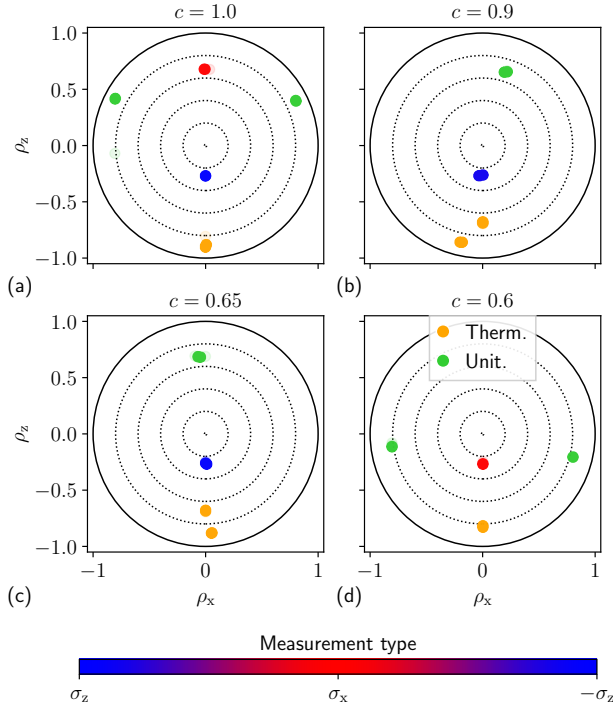 c = 1.0
c = 0.9
1.0
0.5
0.0
−0.5
−1.0
ρz
(a)
(b)
c = 0.65
c = 0.6
1.0
0.5
0.0
−0.5
−1.0
ρz
Therm.
Unit.
−1
0
1
−1
0
1
(c)
ρx
(d)
ρx
Measurement type
σz
σx
−σz